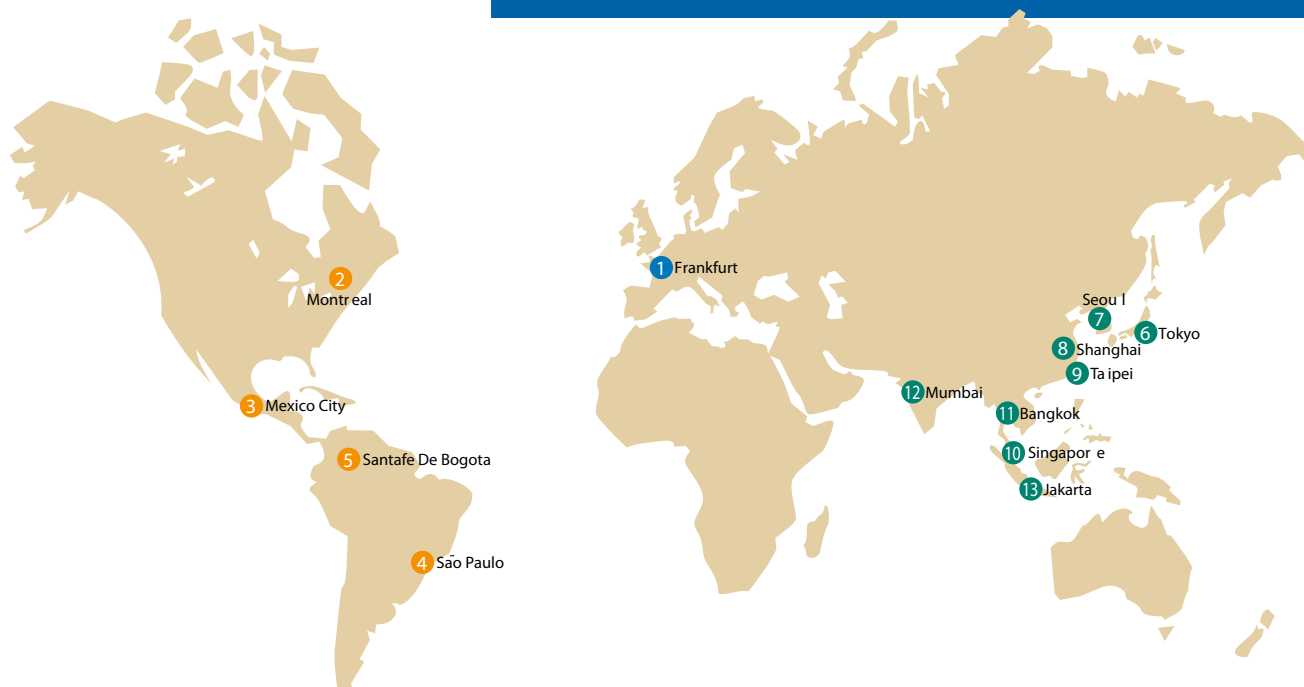 1 Frankfurt
2
Montreal
Seoul
7
6 Tokyo
8 Shanghai
9 Taipei
12 Mumbai
3 Mexico City
11 Bangkok
10 Singapore
5 Santafe De Bogota
13 Jakarta
4 São Paulo